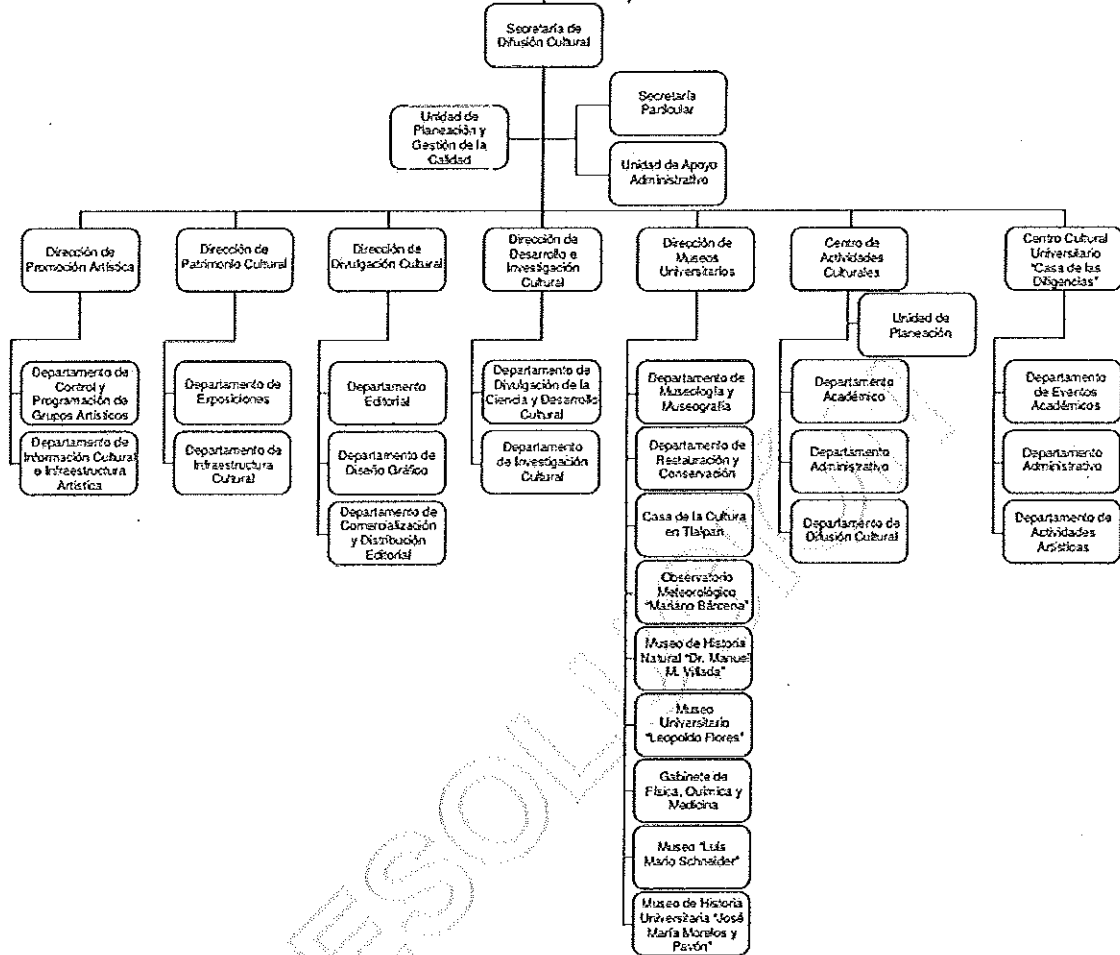 Secretaría de
Difusión Cultural
Unidad de
Planeación y
Gestión de la
Calidad
Secretaría
Particular
Unidad de Apoyo
Administrativo
Dirección de
Promoción Artística
Dirección de
Patrimonio Cultural
Dirección de
Divulgación Cultural
Dirección de
Desarrollo e
Investigación
Cultural
Dirección de
Museos
Universitarios
Centro de
Actividades
Culturales
Centro Cultural
Universitario
"Casa de las
Diligencias"
Unidad de
Planeación
Departamento de
Control y
Programación de
Grupos Artísticos
Departamento de
Información Cultural
e Infraestructura
Artística
Departamento de
Exposiciones
Departamento de
Infraestructura
Cultural
Departamento
Editorial
Departamento de
Diseño Gráfico
Departamento de
Comercialización
y Distribución
Editorial
Departamento de
Divulgación de la
Ciencia y Desarrollo
Cultural
Departamento
de Investigación
Cultural
Departamento de
Museología y
Museografía
Departamento de
Restauración y
Conservación
Casa de la Cultura
en Tlalpan
Observatorio
Meteorológico
"Mariano Bárcena"
Museo de Historia
Natural "Dr. Manuel
M. Villada"
Museo
Universitario
"Leopoldo Flores"
Gabinete de
Física, Química y
Medicina
Museo "Luis
Mario Schneider"
Museo de Historia
Universitaria "José
María Morelos y
Pavón"
Departamento
Académico
Departamento
Administrativo
Departamento de
Difusión Cultural
Departamento
de Eventos
Académicos
Departamento
Administrativo
Departamento de
Actividades
Artísticas